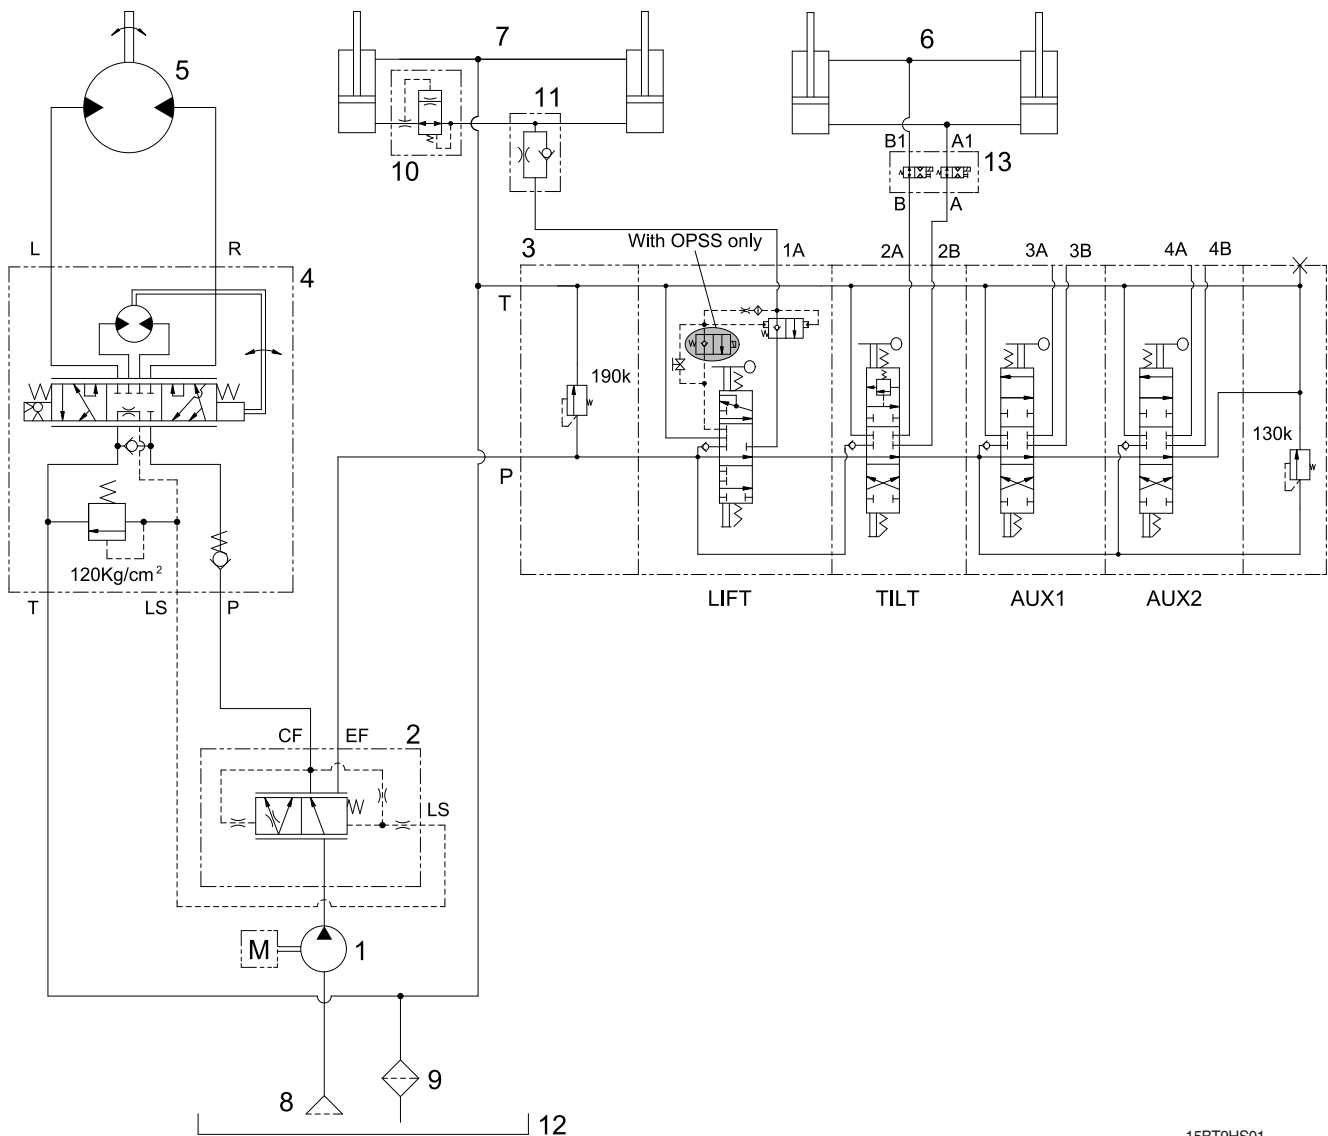 7
6
5
11
10
B1 A1
13
B A
With OPSS only
L R
3
1A 2A 2B 3A 3B 4A 4B
4
T
190k
130k
P
120Kg/cm²
T LS P
LIFT TILT AUX1 AUX2
CF EF 2
LS
M 1
8 9
12
15BT9HS01